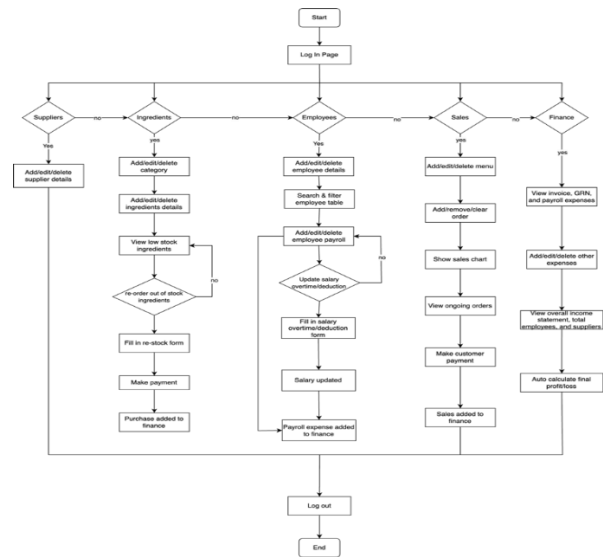 Start
Log In Page
Suppliers
no
Ingredients
no
Employees
no
Sales
no
Finance
Yes
yes
Yes
yes
yes
Add/edit/delete
supplier details
Add/edit/delete
category
Add/edit/delete
ingredients details
View low stock
ingredients
no
re-order out of stock
ingredients
Fill in re-stock form
Make payment
Purchase added to
finance
Add/edit/delete
employee details
Search & filter
employee table
Add/edit/delete
employee payroll
no
Update salary
overtime/deduction
Fill in salary
overtime/deduction
form
Salary updated
Payroll expense added
to finance
Add/edit/delete menu
Add/remove/clear
order
Show sales chart
View ongoing orders
Make customer
payment
Sales added to
finance
View invoice, GRN,
and payroll expenses
Add/edit/delete other
expenses
View overall income
statement, total
employees, and suppliers
Auto calculate final
profit/loss
Log out
End